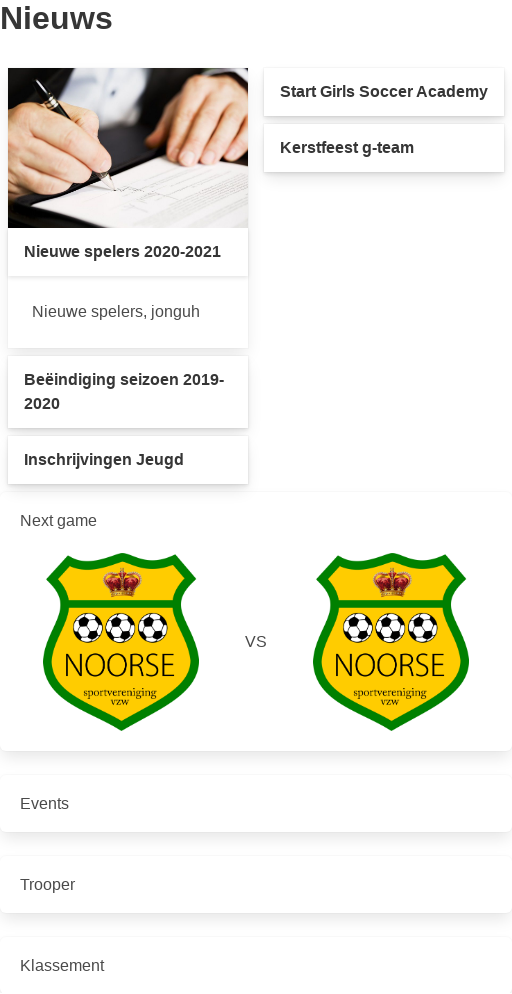 Nieuws
Nieuwe spelers 2020-2021
Nieuwe spelers, jonguh
Beëindiging seizoen 2019-
2020
Inschrijvingen Jeugd
Start Girls Soccer Academy
Kerstfeest g-team
Next game
NOORSE
sportvereniging
vzw
VS
NOORSE
sportvereniging
vzw
Events
Trooper
Klassement